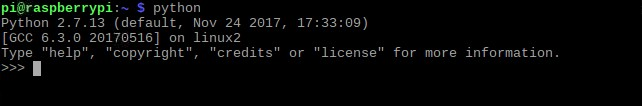 pi@raspberrypi:~ $ python
Python 2.7.13 (default, Nov 24 2017, 17:33:09)
[GCC 6.3.0 20170516] on linux2
Type "help", "copyright", "credits" or "license" for more information.
>>>